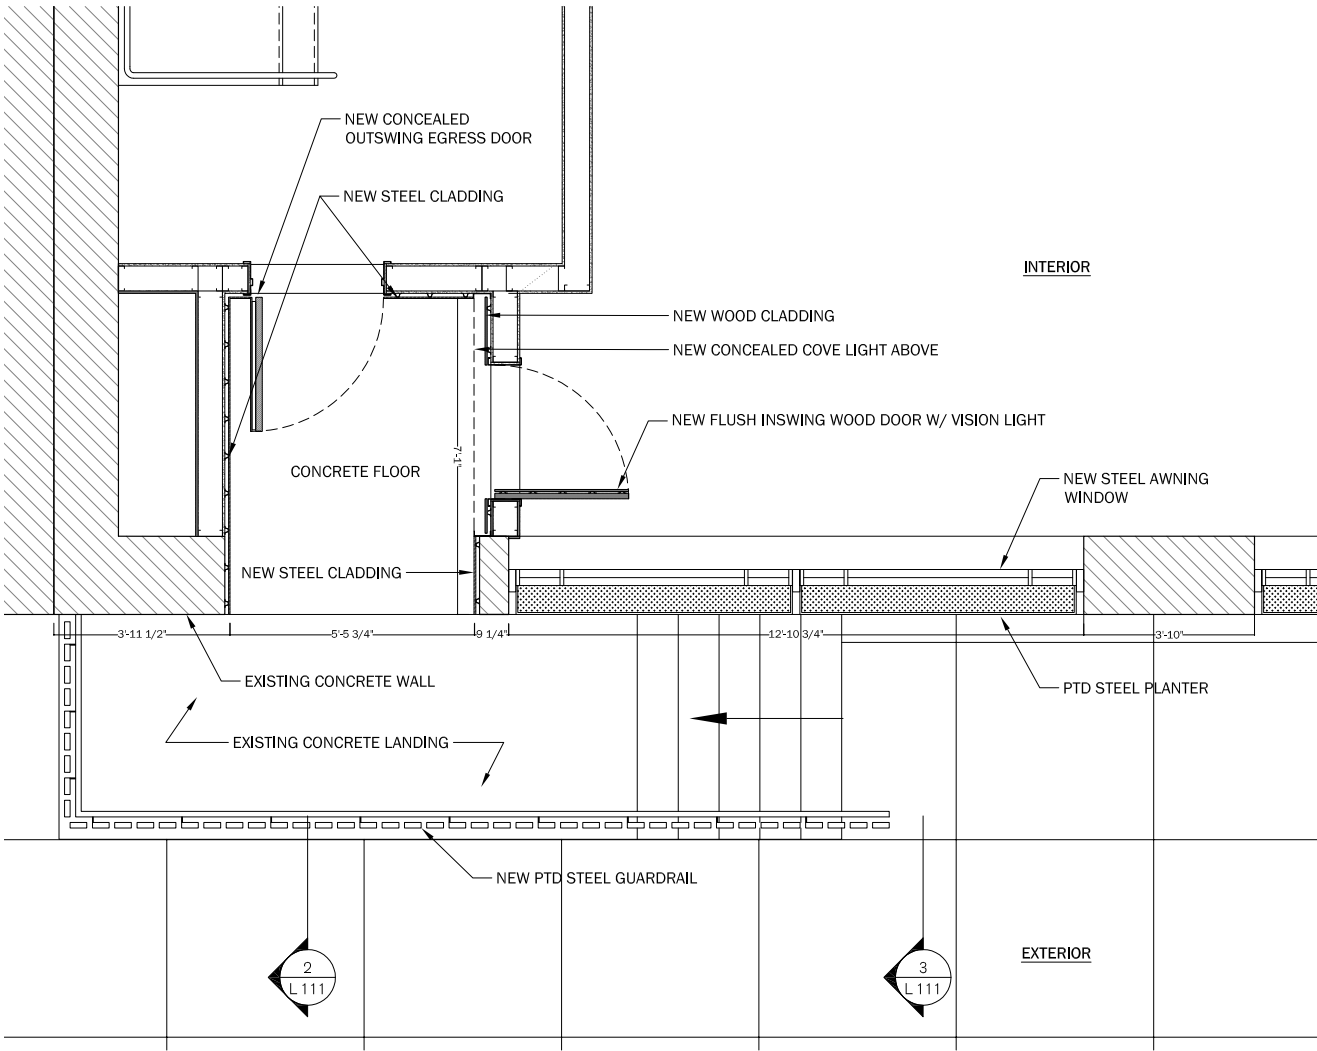 NEW CONCEALED
OUTSWING EGRESS DOOR
NEW STEEL CLADDING
INTERIOR
NEW WOOD CLADDING
NEW CONCEALED COVE LIGHT ABOVE
NEW FLUSH INSWING WOOD DOOR W/ VISION LIGHT
7'-1"
CONCRETE FLOOR
NEW STEEL AWNING
WINDOW
NEW STEEL CLADDING
3'-11 1/2"
5'-5 3/4"
9 1/4"
12'-10 3/4"
3'-10"
EXISTING CONCRETE WALL
PTD STEEL PLANTER
EXISTING CONCRETE LANDING
NEW PTD STEEL GUARDRAIL
EXTERIOR
2
L 111
3
L 111